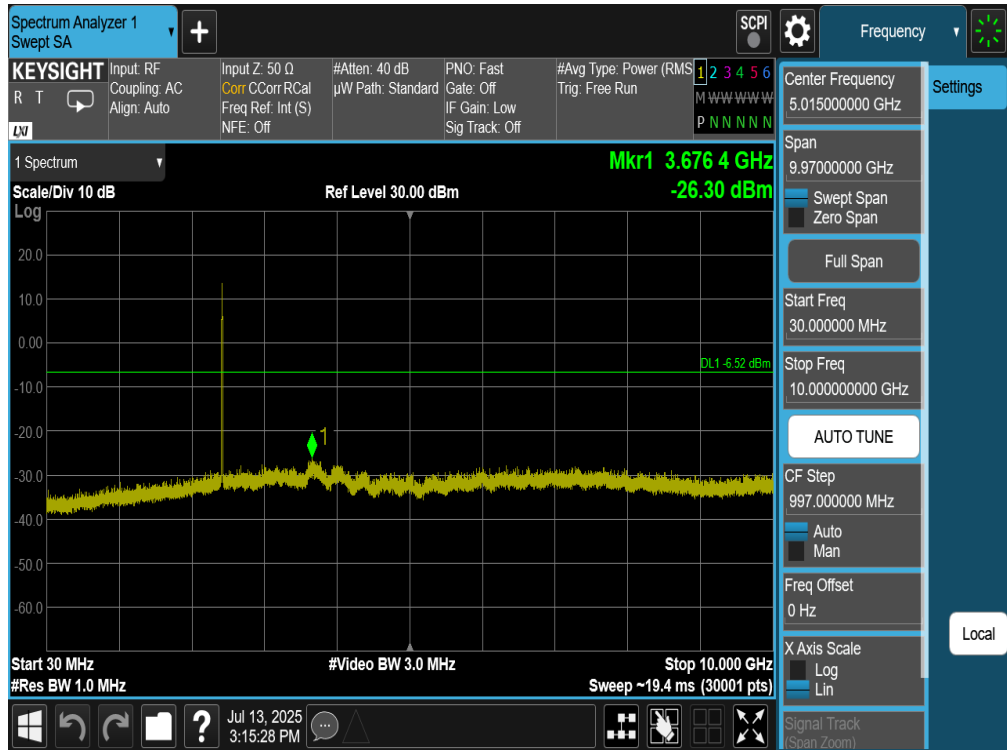 Spectrum Analyzer 1
Swept SA
+
SCPI
Frequency
KEYSIGHT
R T
LXI
Input: RF
Coupling: AC
Align: Auto
Input Z: 50 Ω
Corr CCorr RCal
Freq Ref: Int (S)
NFE: Off
#Atten: 40 dB
µW Path: Standard
PNO: Fast
Gate: Off
IF Gain: Low
Sig Track: Off
#Avg Type: Power (RMS
Trig: Free Run
1 2 3 4 5 6
M W W W W W
P N N N N N
1 Spectrum
Mkr1 3.676 4 GHz
-26.30 dBm
Scale/Div 10 dB
Ref Level 30.00 dBm
Log
20.0
10.0
0.00
DL1 -6.52 dBm
-10.0
-20.0
1
-30.0
-40.0
-50.0
-60.0
Start 30 MHz
#Video BW 3.0 MHz
Stop 10.000 GHz
#Res BW 1.0 MHz
Sweep ~19.4 ms (30001 pts)
Center Frequency
5.015000000 GHz
Settings
Span
9.97000000 GHz
Swept Span
Zero Span
Full Span
Start Freq
30.000000 MHz
Stop Freq
10.000000000 GHz
AUTO TUNE
CF Step
997.000000 MHz
Auto
Man
Freq Offset
0 Hz
Local
X Axis Scale
Log
Lin
Signal Track
(Span Zoom)
?
Jul 13, 2025
3:15:28 PM